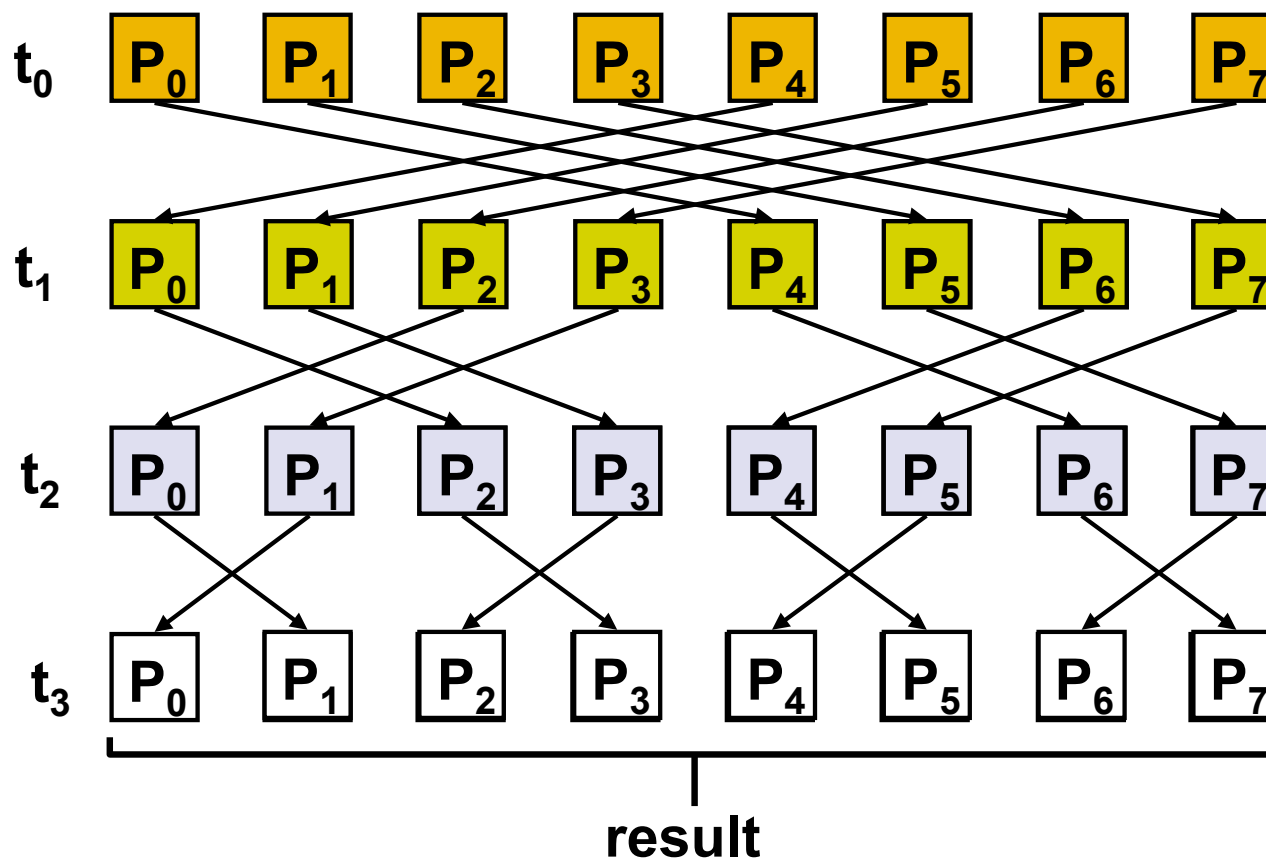 t₀ P₀ P₁ P₂ P₃ P₄ P₅ P₆ P₇
t₁ P₀ P₁ P₂ P₃ P₄ P₅ P₆ P₇
t₂ P₀ P₁ P₂ P₃ P₄ P₅ P₆ P₇
t₃ P₀ P₁ P₂ P₃ P₄ P₅ P₆ P₇
result